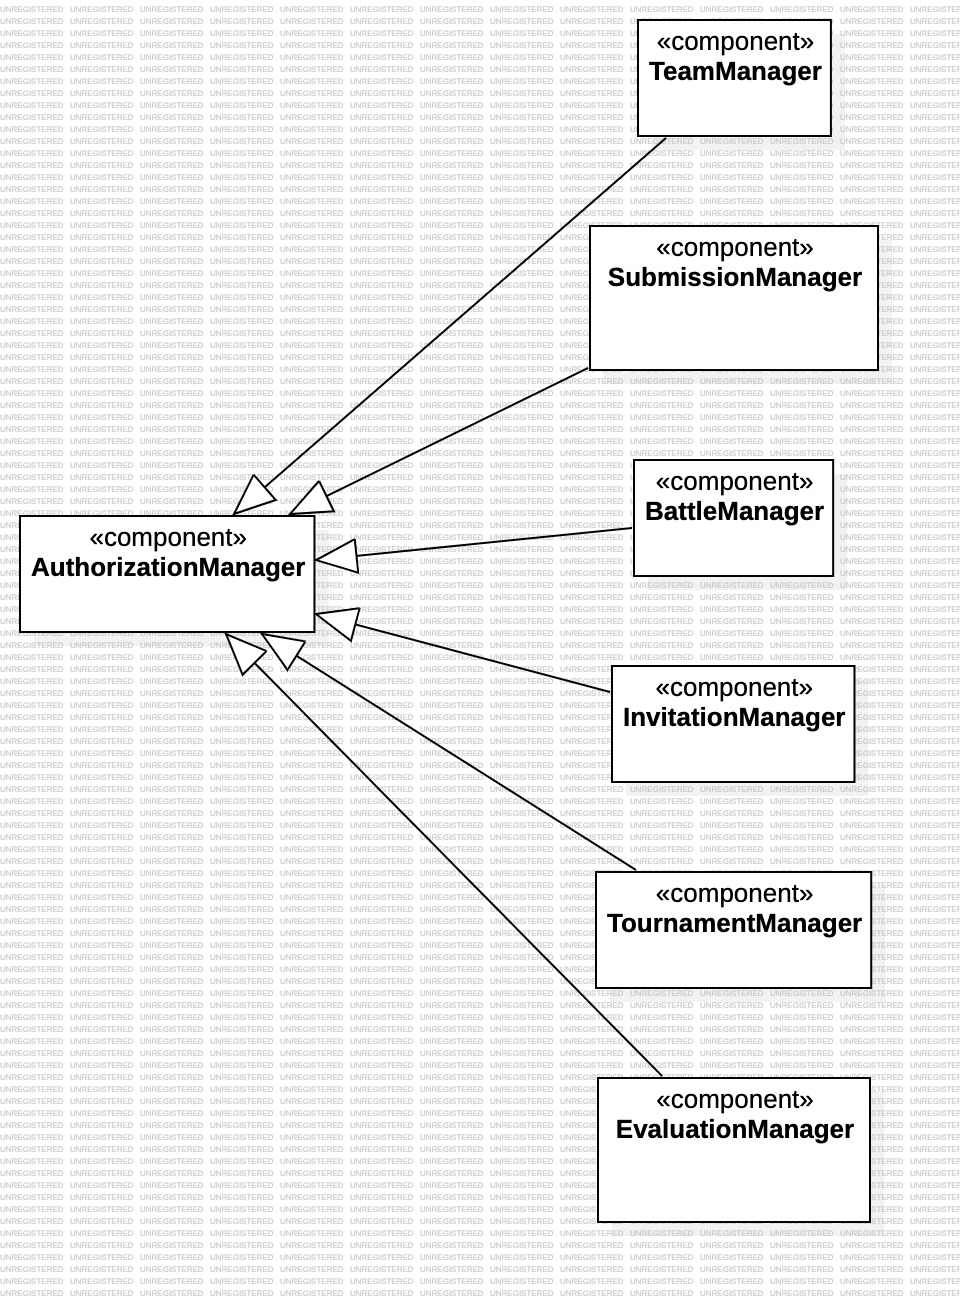 «component»
TeamManager
«component»
SubmissionManager
«component»
BattleManager
«component»
AuthorizationManager
«component»
InvitationManager
«component»
TournamentManager
«component»
EvaluationManager
UNREGISTERED